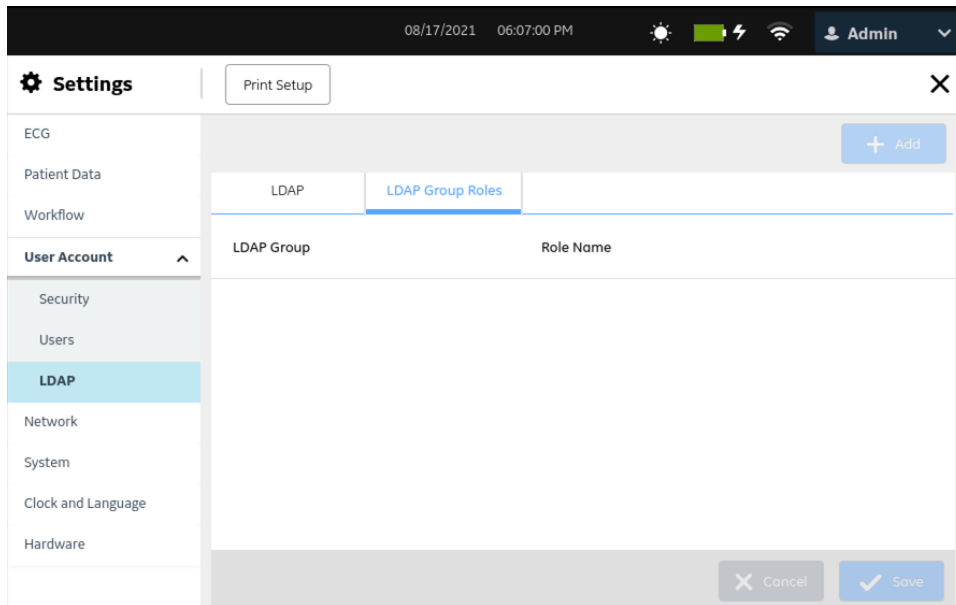 08/17/2021 06:07:00 PM Admin
Settings Print Setup
ECG
Add
Patient Data
LDAP LDAP Group Roles
Workflow
LDAP Group Role Name
User Account
Security
Users
LDAP
Network
System
Clock and Language
Hardware
Cancel Save